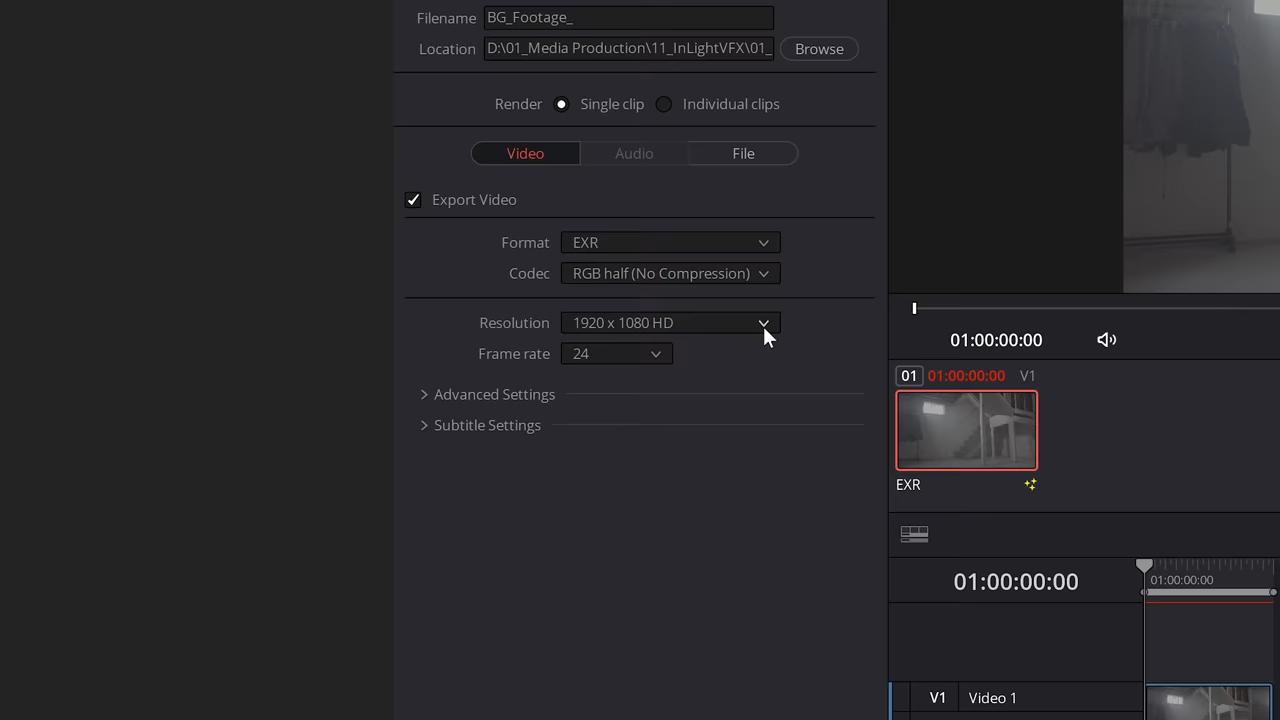 Filename BG_Footage_
Location D:\01_Media Production\11_InLightVFX\01_ Browse
Render Single clip Individual clips
Video Audio File
Export Video
Format EXR
Codec RGB half (No Compression)
Resolution 1920 x 1080 HD
Frame rate 24
Advanced Settings
Subtitle Settings
01:00:00:00
01 01:00:00:00 V1
EXR
01:00:00:00
01:00:00:00
V1 Video 1